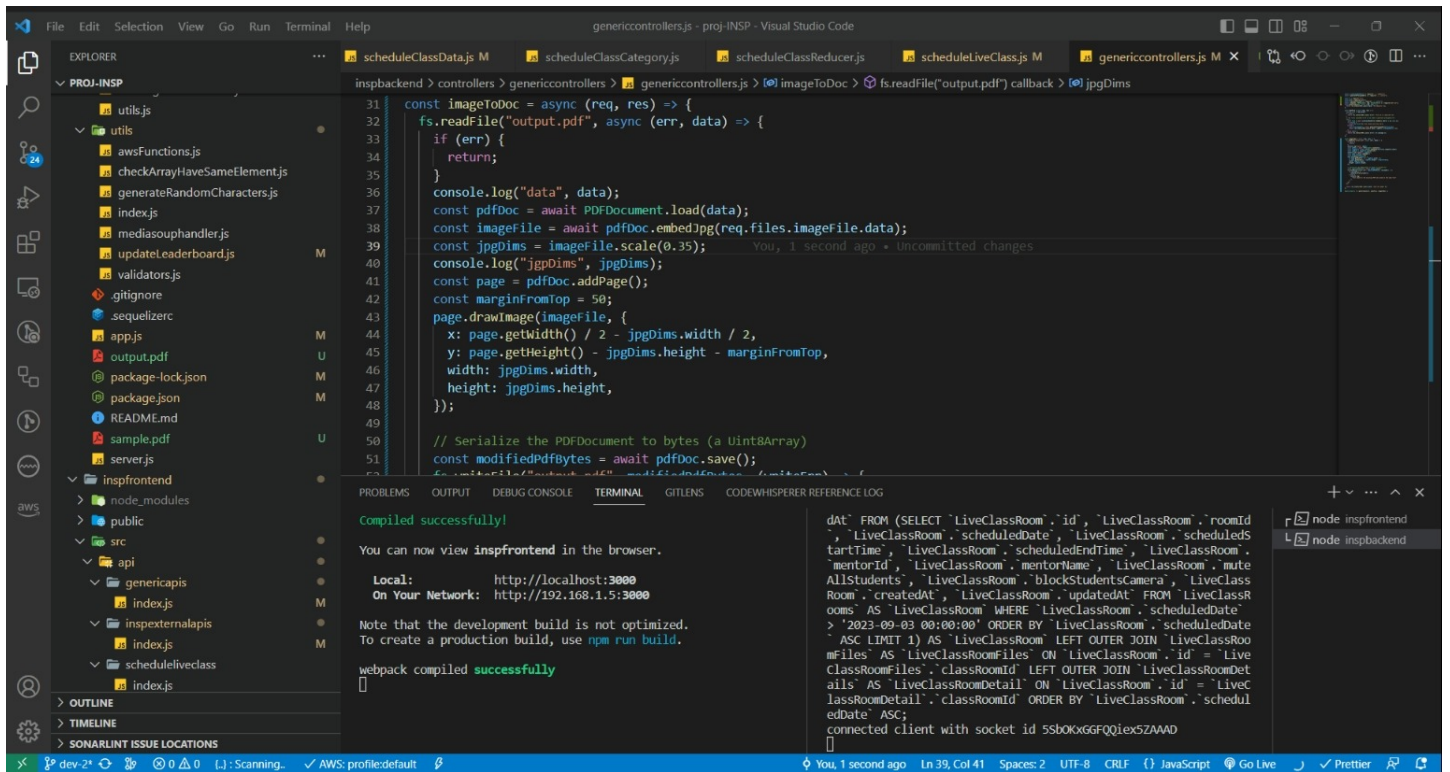 File Edit Selection View Go Run Terminal Help genericcontrollers.js - proj-INSP - Visual Studio Code
EXPLORER
scheduleClassData.js M scheduleClassCategory.js scheduleClassReducer.js scheduleLiveClass.js M genericcontrollers.js M
PROJ-INSP
utils.js
utils
awsFunctions.js
checkArrayHaveSameElement.js
generateRandomCharacters.js
index.js
mediasouphandler.js
updateLeaderboard.js M
validators.js
.gitignore
.sequelizerc
app.js M
output.pdf U
package-lock.json M
package.json M
README.md
sample.pdf U
server.js
inspfrontend
node_modules
public
src
api
genericapis
index.js M
inspexternalapis
index.js M
scheduleliveclass
index.js
OUTLINE
TIMELINE
SONARLINT ISSUE LOCATIONS
24
aws
inspbackend > controllers > genericcontrollers > genericcontrollers.js > imageToDoc > fs.readFile("output.pdf") callback > jpgDims
31 const imageToDoc = async (req, res) => {
32 fs.readFile("output.pdf", async (err, data) => {
33 if (err) {
34 return;
35 }
36 console.log("data", data);
37 const pdfDoc = await PDFDocument.load(data);
38 const imageFile = await pdfDoc.embedJpg(req.files.imageFile.data);
39 const jpgDims = imageFile.scale(0.35); You, 1 second ago • Uncommitted changes
40 console.log("jgpDims", jpgDims);
41 const page = pdfDoc.addPage();
42 const marginFromTop = 50;
43 page.drawImage(imageFile, {
44 x: page.getWidth() / 2 - jpgDims.width / 2,
45 y: page.getHeight() - jpgDims.height - marginFromTop,
46 width: jpgDims.width,
47 height: jpgDims.height,
48 });
49
50 // Serialize the PDFDocument to bytes (a Uint8Array)
51 const modifiedPdfBytes = await pdfDoc.save();
PROBLEMS OUTPUT DEBUG CONSOLE TERMINAL GITLENS CODEWHISPERER REFERENCE LOG
Compiled successfully!
You can now view inspfrontend in the browser.
Local: http://localhost:3000
On Your Network: http://192.168.1.5:3000
Note that the development build is not optimized.
To create a production build, use npm run build.
webpack compiled successfully
dAt` FROM (SELECT `LiveClassRoom`.`id`, `LiveClassRoom`.`roomId
`, `LiveClassRoom`.`scheduledDate`, `LiveClassRoom`.`scheduledS
tartTime`, `LiveClassRoom`.`scheduledEndTime`, `LiveClassRoom`.
`mentorId`, `LiveClassRoom`.`mentorName`, `LiveClassRoom`.`mute
AllStudents`, `LiveClassRoom`.`blockStudentsCamera`, `LiveClass
Room`.`createdAt`, `LiveClassRoom`.`updatedAt` FROM `LiveClassR
ooms` AS `LiveClassRoom` WHERE `LiveClassRoom`.`scheduledDate`
> '2023-09-03 00:00:00' ORDER BY `LiveClassRoom`.`scheduledDate
` ASC LIMIT 1) AS `LiveClassRoom` LEFT OUTER JOIN `LiveClassRoo
mFiles` AS `LiveClassRoomFiles` ON `LiveClassRoom`.`id` = `Live
ClassRoomFiles`.`classRoomId` LEFT OUTER JOIN `LiveClassRoomDet
ails` AS `LiveClassRoomDetail` ON `LiveClassRoom`.`id` = `LiveC
lassRoomDetail`.`classRoomId` ORDER BY `LiveClassRoom`.`schedul
edDate` ASC;
connected client with socket id 5SbOKxGGFQQiex5ZAAAD
node inspfrontend
node inspbackend
dev-2* 0 0 {..} : Scanning.. AWS: profile:default You, 1 second ago Ln 39, Col 41 Spaces: 2 UTF-8 CRLF {} JavaScript Go Live Prettier